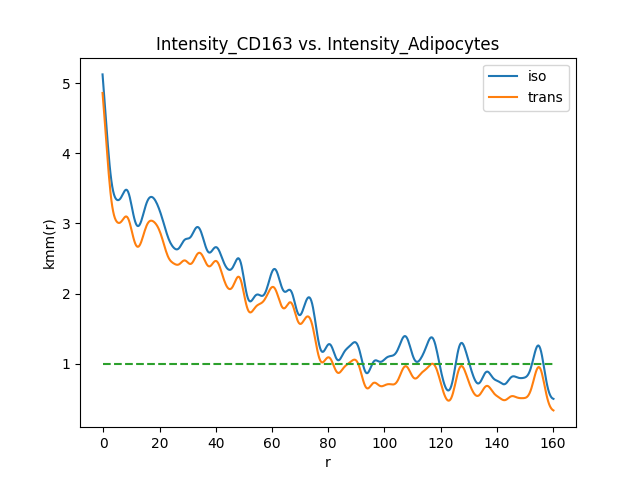 Intensity_CD163 vs. Intensity_Adipocytes
iso
trans
kmm(r)
5
4
3
2
1
0 20 40 60 80 100 120 140 160
r